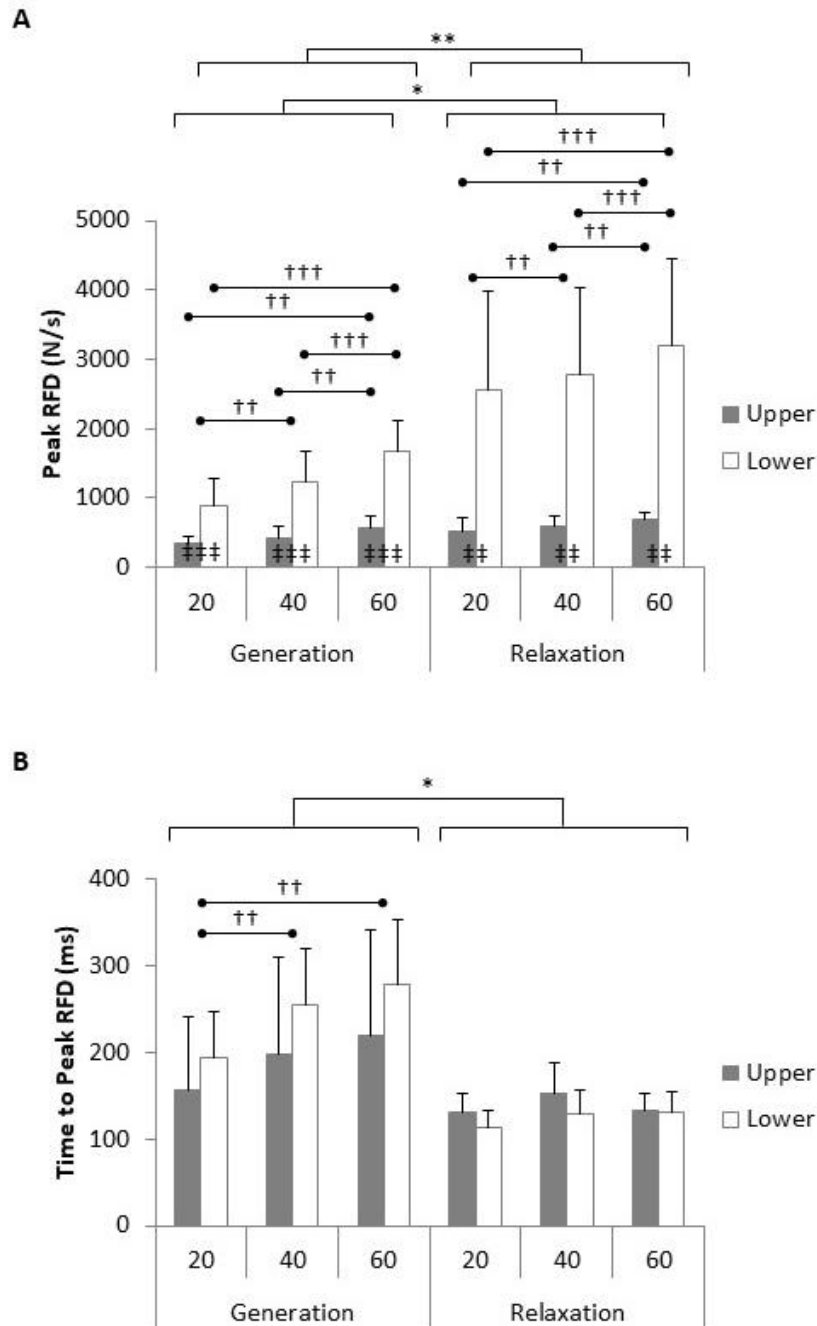 A
**
*
†††
††
†††
5000
††
†††
††
4000
††
†††
3000
††
Peak RFD (N/s)
††
2000
Upper
Lower
1000
‡‡‡ ‡‡‡ ‡‡‡ ‡‡ ‡‡ ‡‡
0
20 40 60 20 40 60
Generation Relaxation
B
*
400
††
††
300
Time to Peak RFD (ms)
200
Upper
Lower
100
0
20 40 60 20 40 60
Generation Relaxation